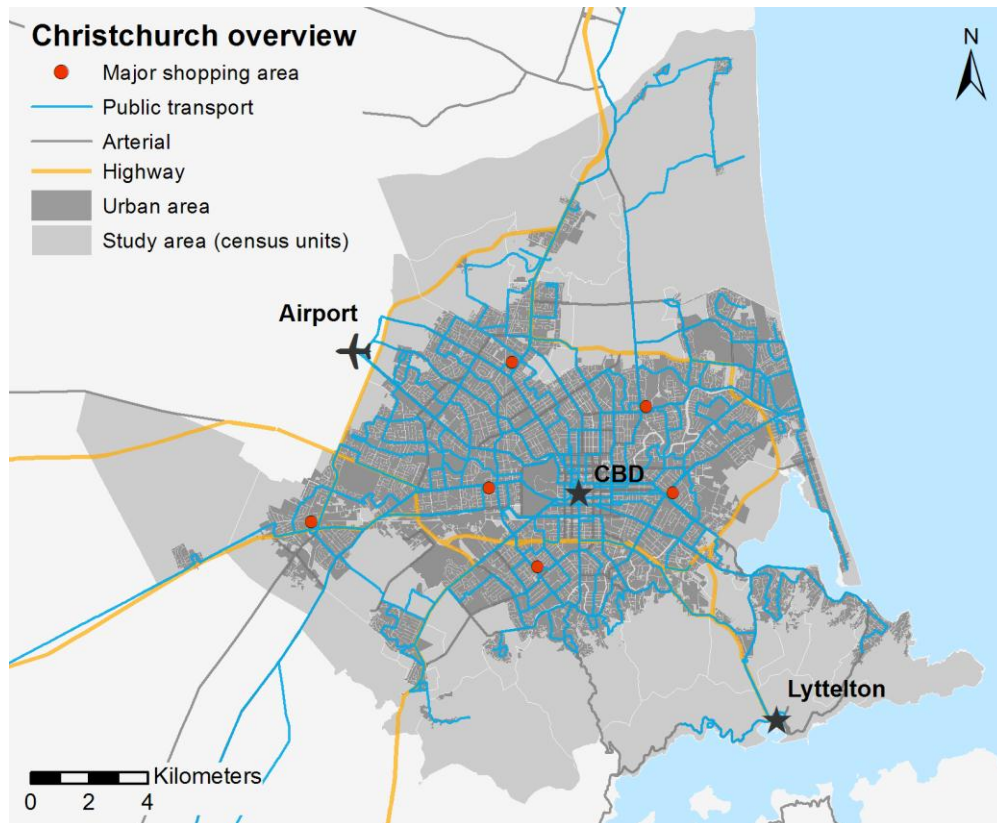 Christchurch overview
Major shopping area
Public transport
Arterial
Highway
Urban area
Study area (census units)
N
Airport
CBD
Lyttelton
Kilometers
0 2 4